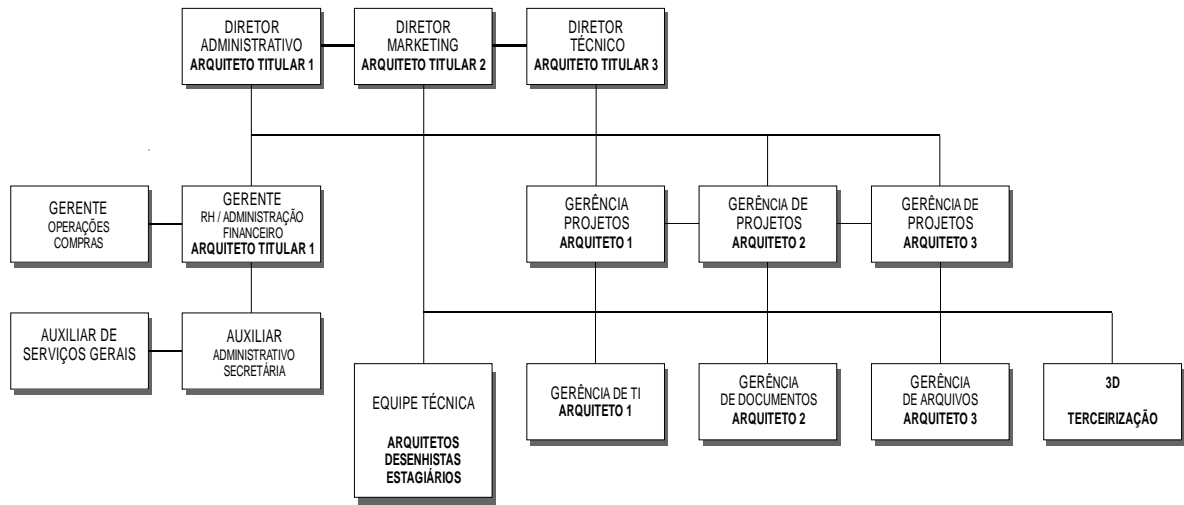 DIRETOR
ADMINISTRATIVO
ARQUITETO TITULAR 1
DIRETOR
MARKETING
ARQUITETO TITULAR 2
DIRETOR
TÉCNICO
ARQUITETO TITULAR 3
GERENTE
OPERAÇÕES
COMPRAS
GERENTE
RH / ADMINISTRAÇÃO
FINANCEIRO
ARQUITETO TITULAR 1
GERÊNCIA
PROJETOS
ARQUITETO 1
GERÊNCIA DE
PROJETOS
ARQUITETO 2
GERÊNCIA DE
PROJETOS
ARQUITETO 3
AUXILIAR DE
SERVIÇOS GERAIS
AUXILIAR
ADMINISTRATIVO
SECRETÁRIA
EQUIPE TÉCNICA
ARQUITETOS
DESENHISTAS
ESTAGIÁRIOS
GERÊNCIA DE TI
ARQUITETO 1
GERÊNCIA
DE DOCUMENTOS
ARQUITETO 2
GERÊNCIA
DE ARQUIVOS
ARQUITETO 3
3D
TERCEIRIZAÇÃO